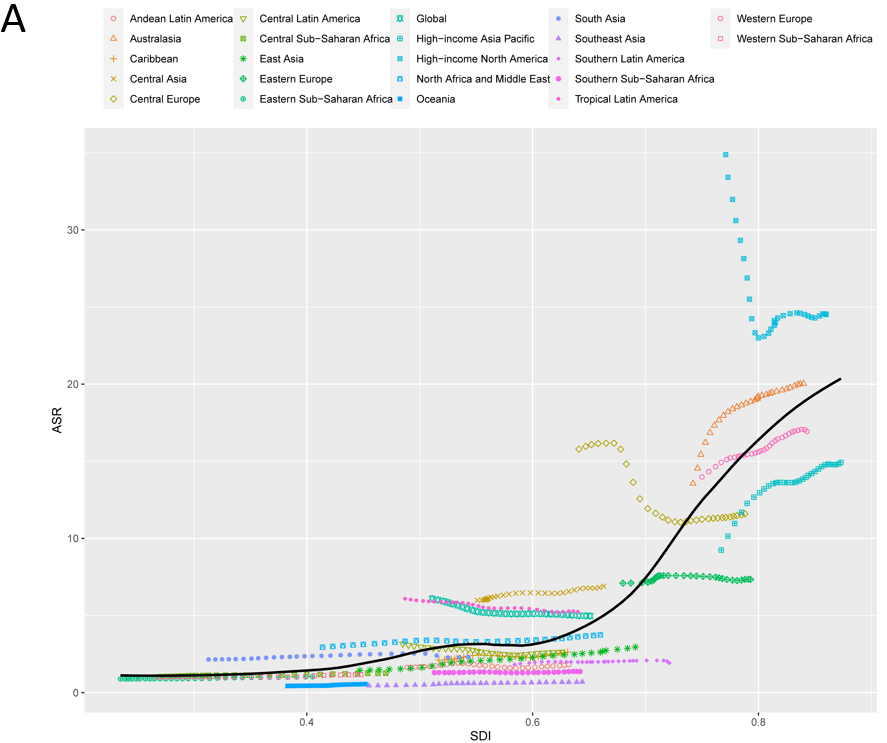 A
Andean Latin America Central Latin America Global South Asia Western Europe
Australasia Central Sub−Saharan Africa High−income Asia Pacific Southeast Asia Western Sub−Saharan Africa
Caribbean East Asia High−income North America Southern Latin America
Central Asia Eastern Europe North Africa and Middle East Southern Sub−Saharan Africa
Central Europe Eastern Sub−Saharan Africa Oceania Tropical Latin America
30
20
ASR
10
0
0.4 0.6 0.8
SDI